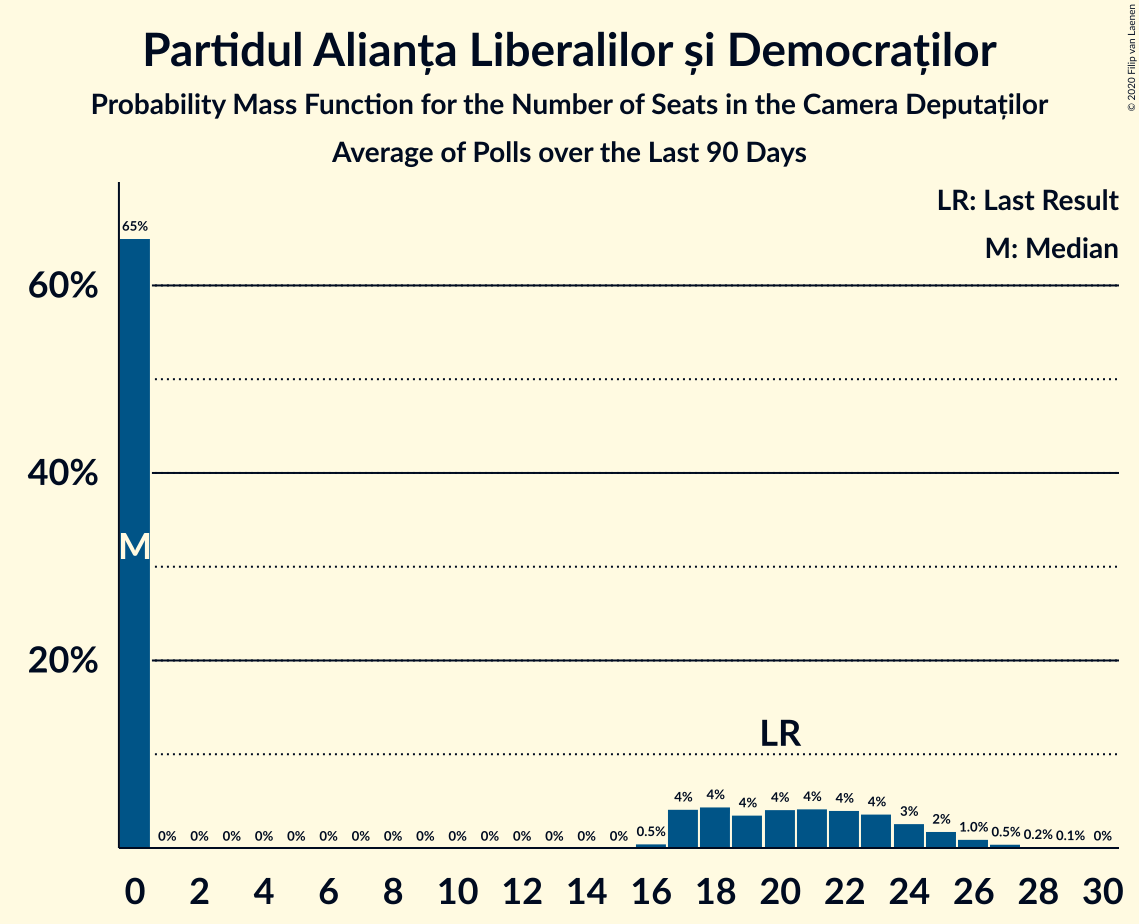 Partidul Alianța Liberalilor și Democraților
Probability Mass Function for the Number of Seats in the Camera Deputaților
Average of Polls over the Last 90 Days
© 2020 Filip van Laenen
LR: Last Result
M: Median
65%
60%
40%
M
20%
LR
0% 0% 0% 0% 0% 0% 0% 0% 0% 0% 0% 0% 0% 0% 0% 0.5% 4% 4% 4% 4% 4% 4% 4% 3% 2% 1.0% 0.5% 0.2% 0.1% 0%
0 2 4 6 8 10 12 14 16 18 20 22 24 26 28 30